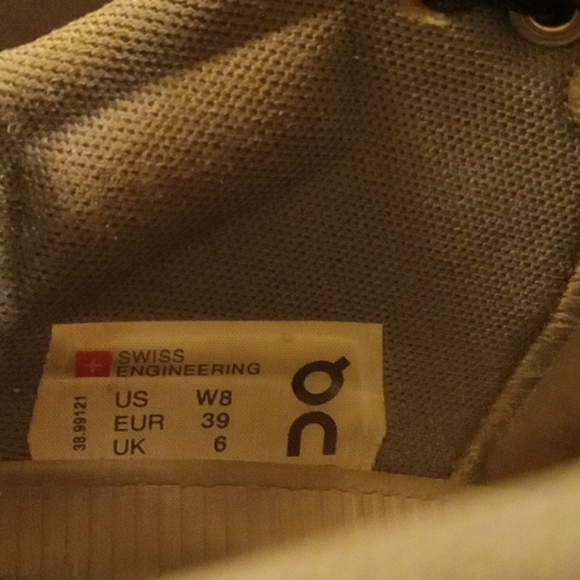 SWISS
ENGINEERING
38.99121
US W8
EUR 39
UK 6
On